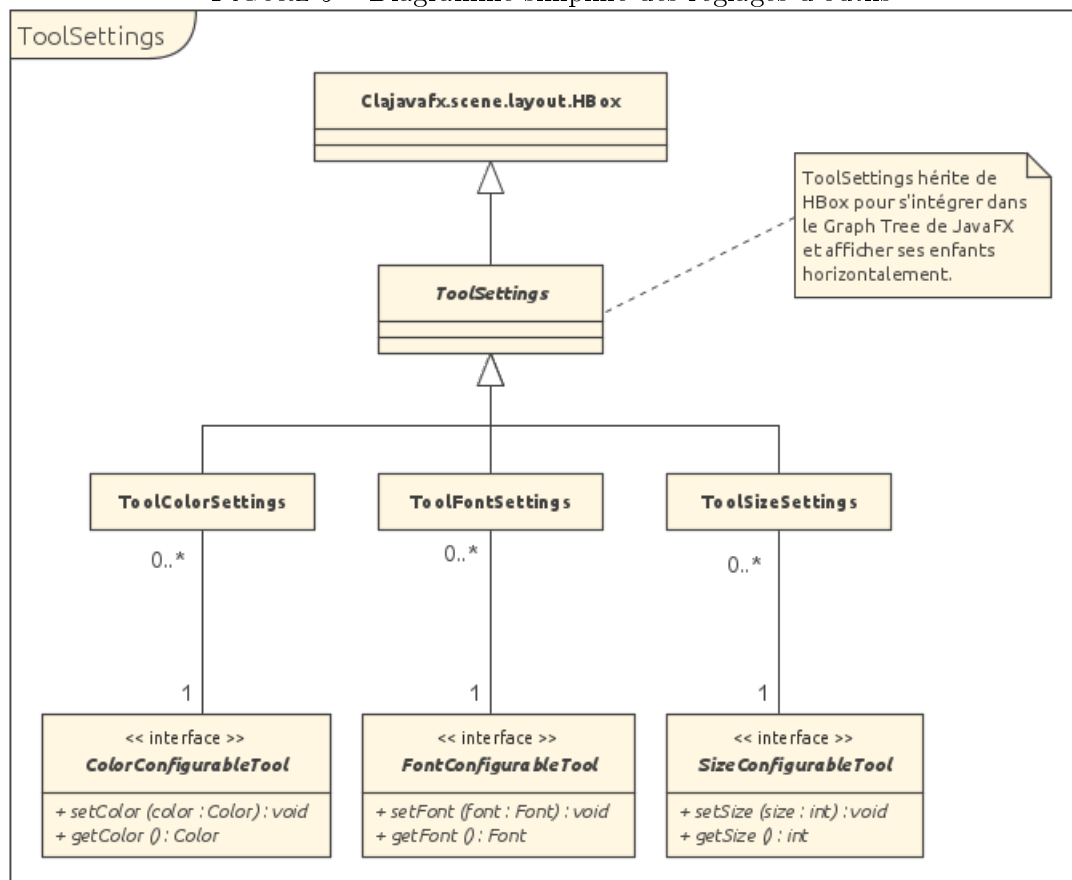 ToolSettings
Clajavafx.scene.layout.HBox
ToolSettings hérite de
HBox pour s'intégrer dans
le Graph Tree de JavaFX
et afficher ses enfants
horizontalement.
ToolSettings
ToolColorSettings
ToolFontSettings
ToolSizeSettings
0..*
0..*
0..*
1
1
1
<< interface >>
ColorConfigurableTool
+ setColor (color : Color) : void
+ getColor () : Color
<< interface >>
FontConfigurableTool
+ setFont (font : Font) : void
+ getFont () : Font
<< interface >>
SizeConfigurableTool
+ setSize (size : int) : void
+ getSize () : int